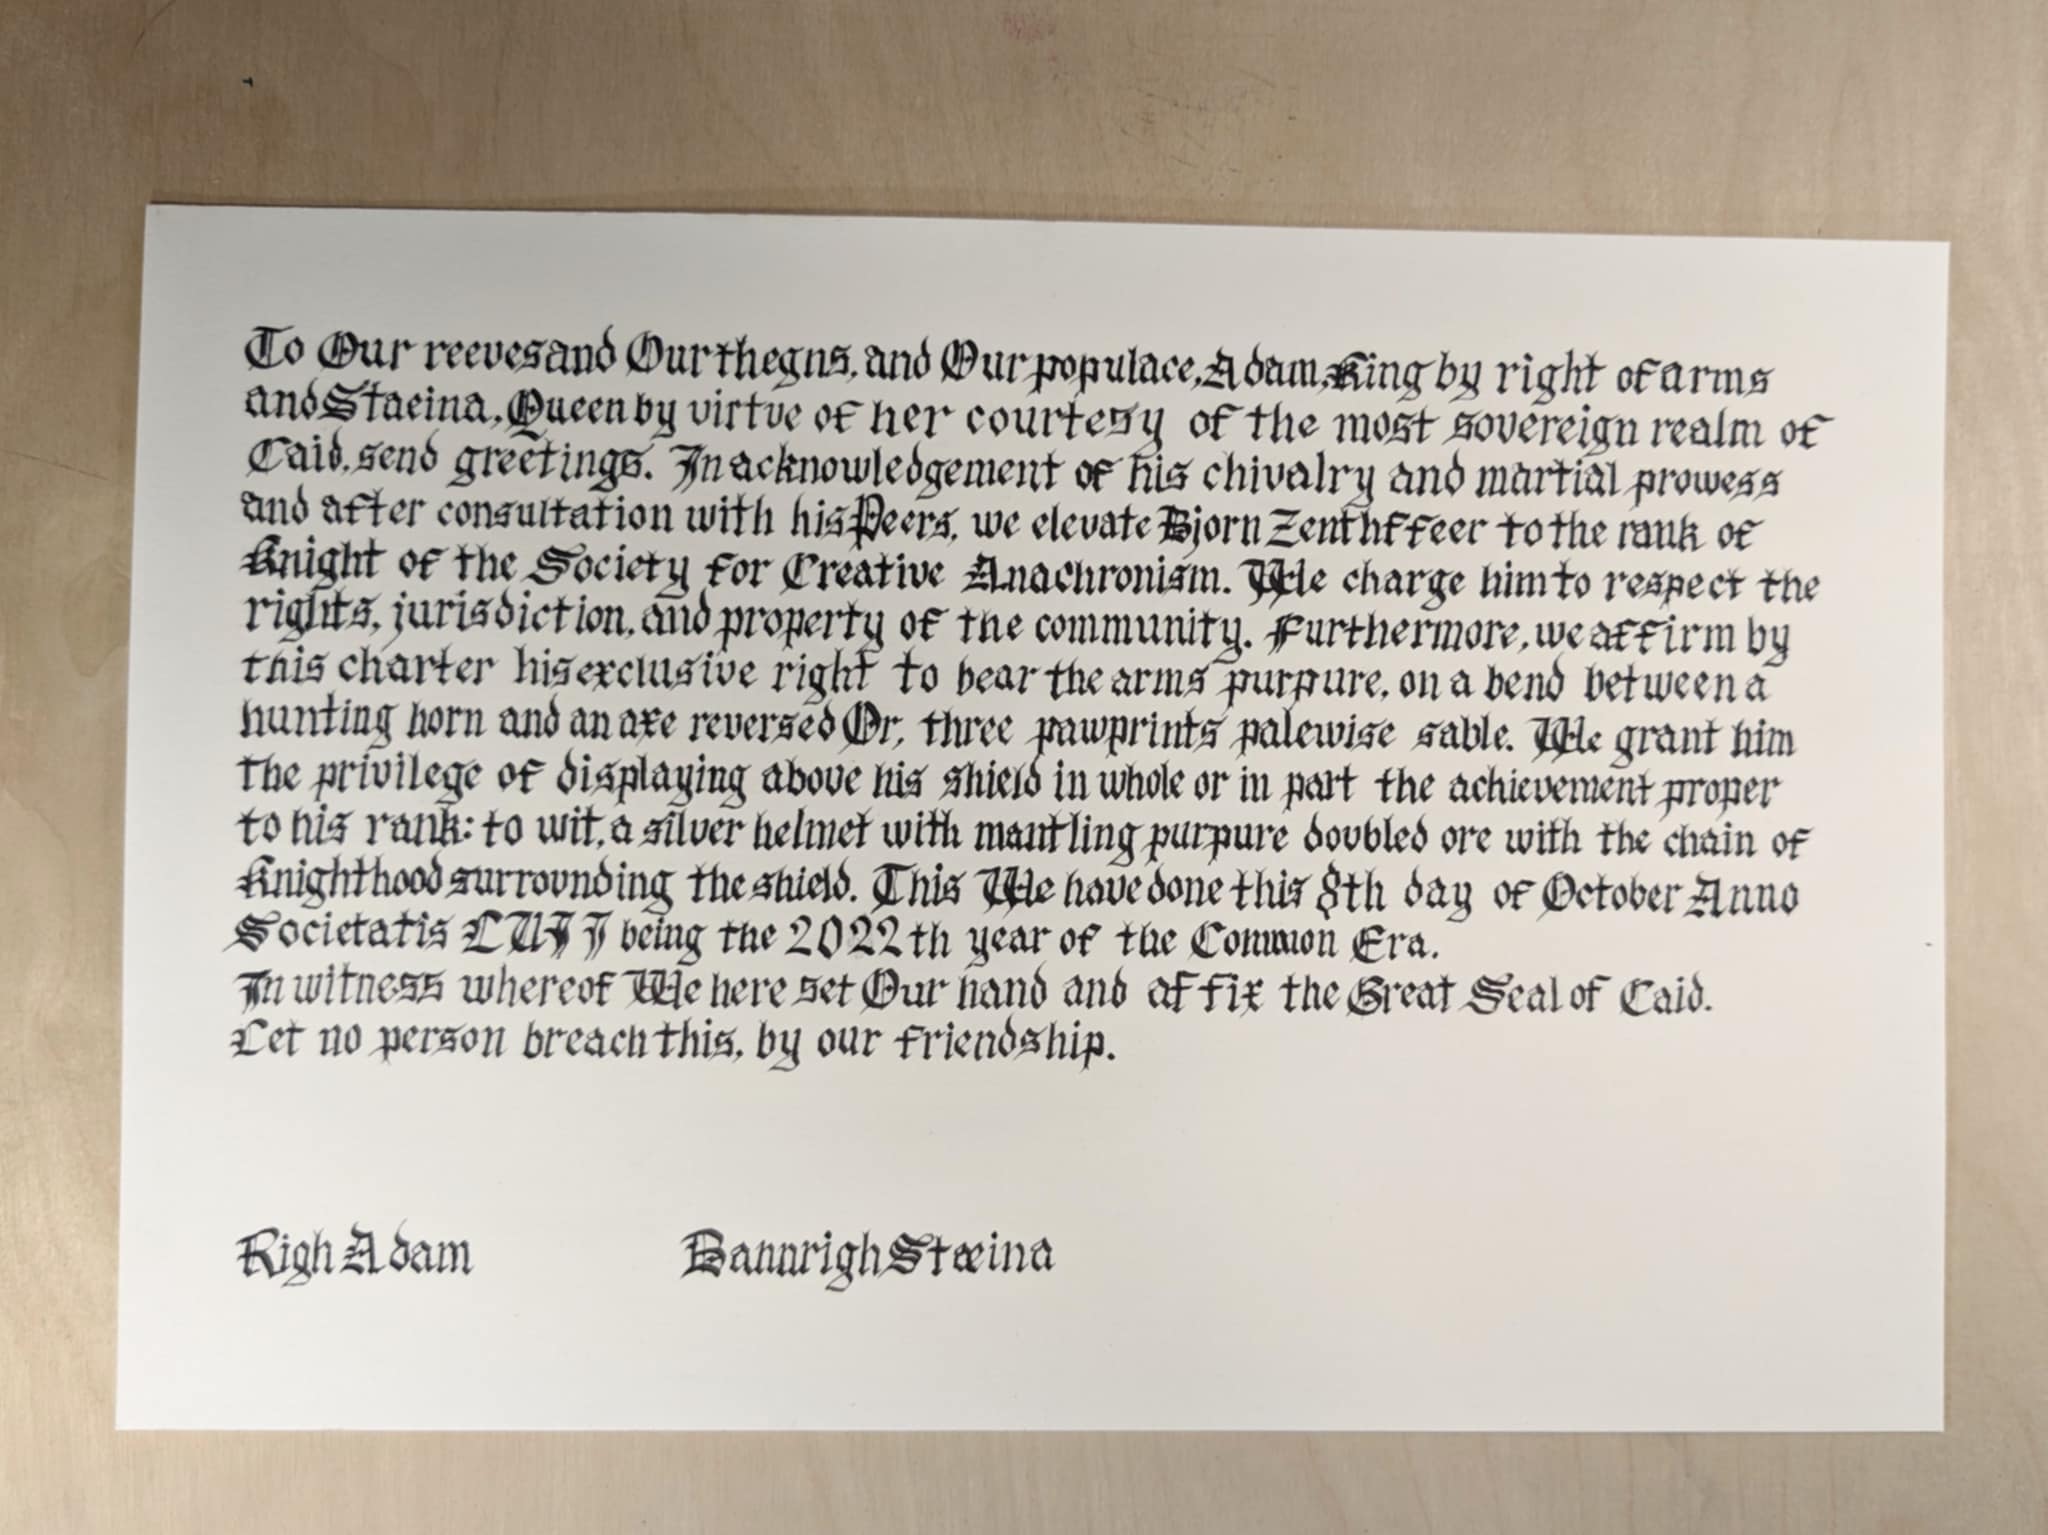 To Our reeves and Our thegns, and Our populace, Adam, King by right of arms
and Staeina, Queen by virtue of her courtesy of the most sovereign realm of
Caid, send greetings. In acknowledgement of his chivalry and martial prowess
and after consultation with his Peers, we elevate Bjorn Zenthffeer to the rank of
Knight of the Society for Creative Anachronism. We charge him to respect the
rights, jurisdiction, and property of the community. Furthermore, we affirm by
this charter his exclusive right to bear the arms purpure, on a bend between a
hunting horn and an axe reversed Or, three pawprints palewise sable. We grant him
the privilege of displaying above his shield in whole or in part the achievement proper
to his rank: to wit, a silver helmet with mantling purpure doubled ore with the chain of
Knighthood surrounding the shield. This We have done this 8th day of October Anno
Societatis LVII being the 2022th year of the Common Era.
In witness whereof We here set Our hand and affix the Great Seal of Caid.
Let no person breach this, by our friendship.
Righ Adam Bannrigh Stæina